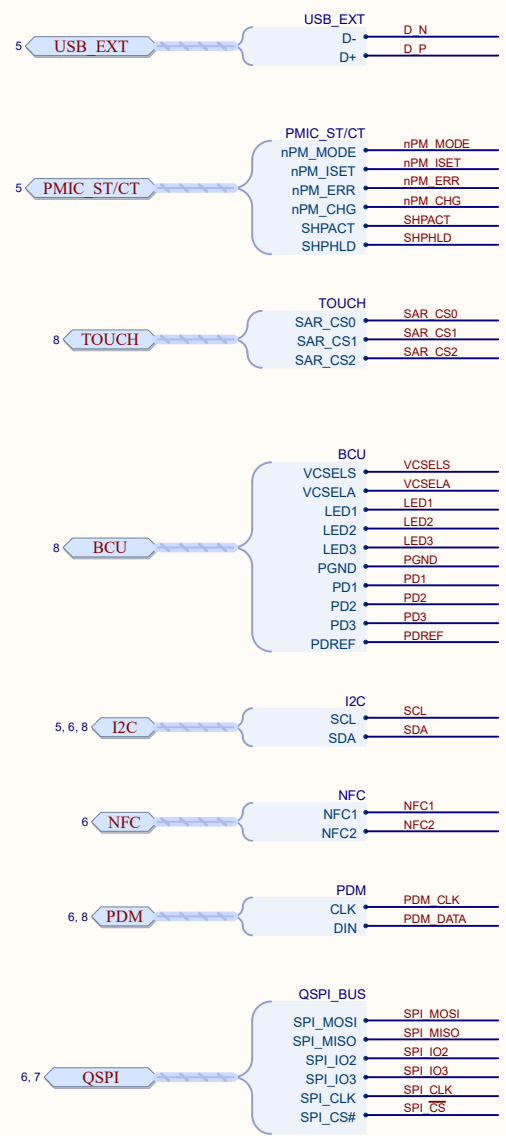 USB_EXT
5 USB_EXT
D- D_N
D+ D_P
PMIC_ST/CT
nPM_MODE nPM_MODE
nPM_ISET nPM_ISET
5 PMIC_ST/CT
nPM_ERR nPM_ERR
nPM_CHG nPM_CHG
SHPACT SHPACT
SHPHLD SHPHLD
TOUCH
SAR_CS0 SAR_CS0
8 TOUCH
SAR_CS1 SAR_CS1
SAR_CS2 SAR_CS2
BCU
VCSELS VCSELS
VCSELA VCSELA
LED1 LED1
LED2 LED2
8 BCU
LED3 LED3
PGND PGND
PD1 PD1
PD2 PD2
PD3 PD3
PDREF PDREF
I2C
5, 6, 8 I2C
SCL SCL
SDA SDA
NFC
6 NFC
NFC1 NFC1
NFC2 NFC2
PDM
6, 8 PDM
CLK PDM_CLK
DIN PDM_DATA
QSPI_BUS
SPI_MOSI SPI_MOSI
SPI_MISO SPI_MISO
SPI_IO2 SPI_IO2
6, 7 QSPI
SPI_IO3 SPI_IO3
SPI_CLK SPI_CLK
SPI_CS# SPI_C̅S̅